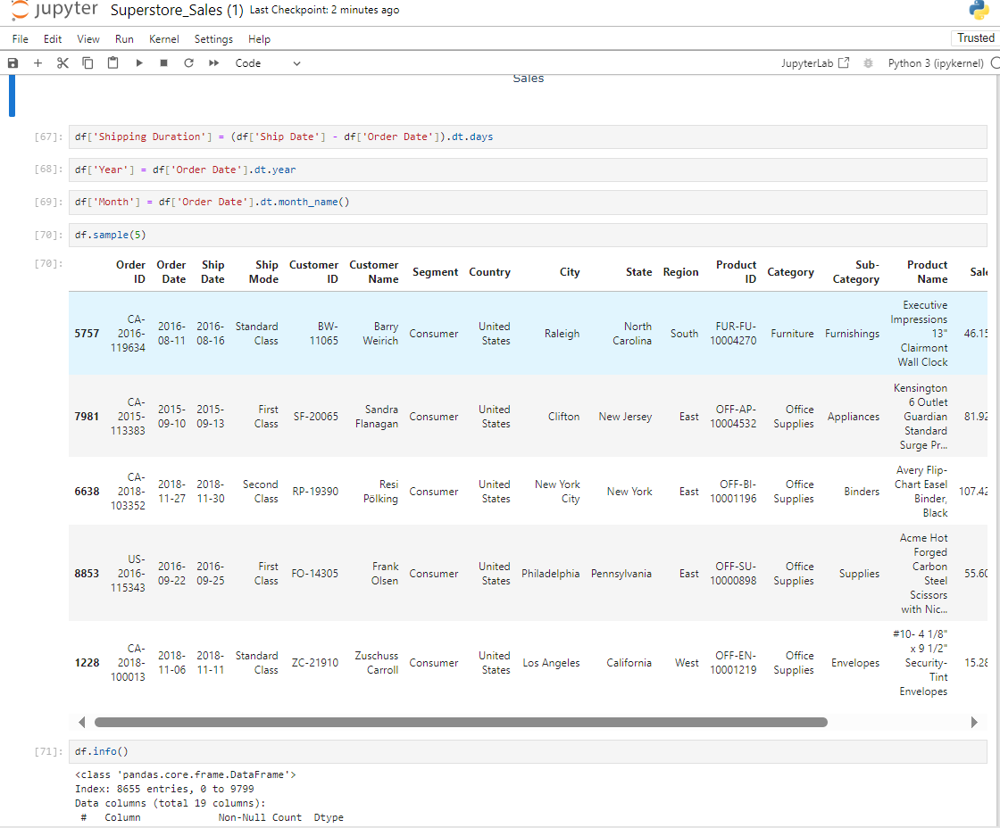 jupyter Superstore_Sales (1) Last Checkpoint: 2 minutes ago
File Edit View Run Kernel Settings Help Trusted
Code JupyterLab Python 3 (ipykernel)
Sales
[67]: df['Shipping Duration'] = (df['Ship Date'] - df['Order Date']).dt.days
[68]: df['Year'] = df['Order Date'].dt.year
[69]: df['Month'] = df['Order Date'].dt.month_name()
[70]: df.sample(5)
[70]:
Order ID Order Date Ship Date Ship Mode Customer ID Customer Name Segment Country City State Region Product ID Category Sub-Category Product Name Sale
5757 CA-2016-119634 2016-08-11 2016-08-16 Standard Class BW-11065 Barry Weirich Consumer United States Raleigh North Carolina South FUR-FU-10004270 Furniture Furnishings Executive Impressions 13" Clairmont Wall Clock 46.15
7981 CA-2015-113383 2015-09-10 2015-09-13 First Class SF-20065 Sandra Flanagan Consumer United States Clifton New Jersey East OFF-AP-10004532 Office Supplies Appliances Kensington 6 Outlet Guardian Standard Surge Pr... 81.92
6638 CA-2018-103352 2018-11-27 2018-11-30 Second Class RP-19390 Resi Pölking Consumer United States New York City New York East OFF-BI-10001196 Office Supplies Binders Avery Flip-Chart Easel Binder, Black 107.42
8853 US-2016-115343 2016-09-22 2016-09-25 First Class FO-14305 Frank Olsen Consumer United States Philadelphia Pennsylvania East OFF-SU-10000898 Office Supplies Supplies Acme Hot Forged Carbon Steel Scissors with Nic... 55.60
1228 CA-2018-100013 2018-11-06 2018-11-11 Standard Class ZC-21910 Zuschuss Carroll Consumer United States Los Angeles California West OFF-EN-10001219 Office Supplies Envelopes #10- 4 1/8" x 9 1/2" Security-Tint Envelopes 15.28
[71]: df.info()
<class 'pandas.core.frame.DataFrame'>
Index: 8655 entries, 0 to 9799
Data columns (total 19 columns):
# Column Non-Null Count Dtype